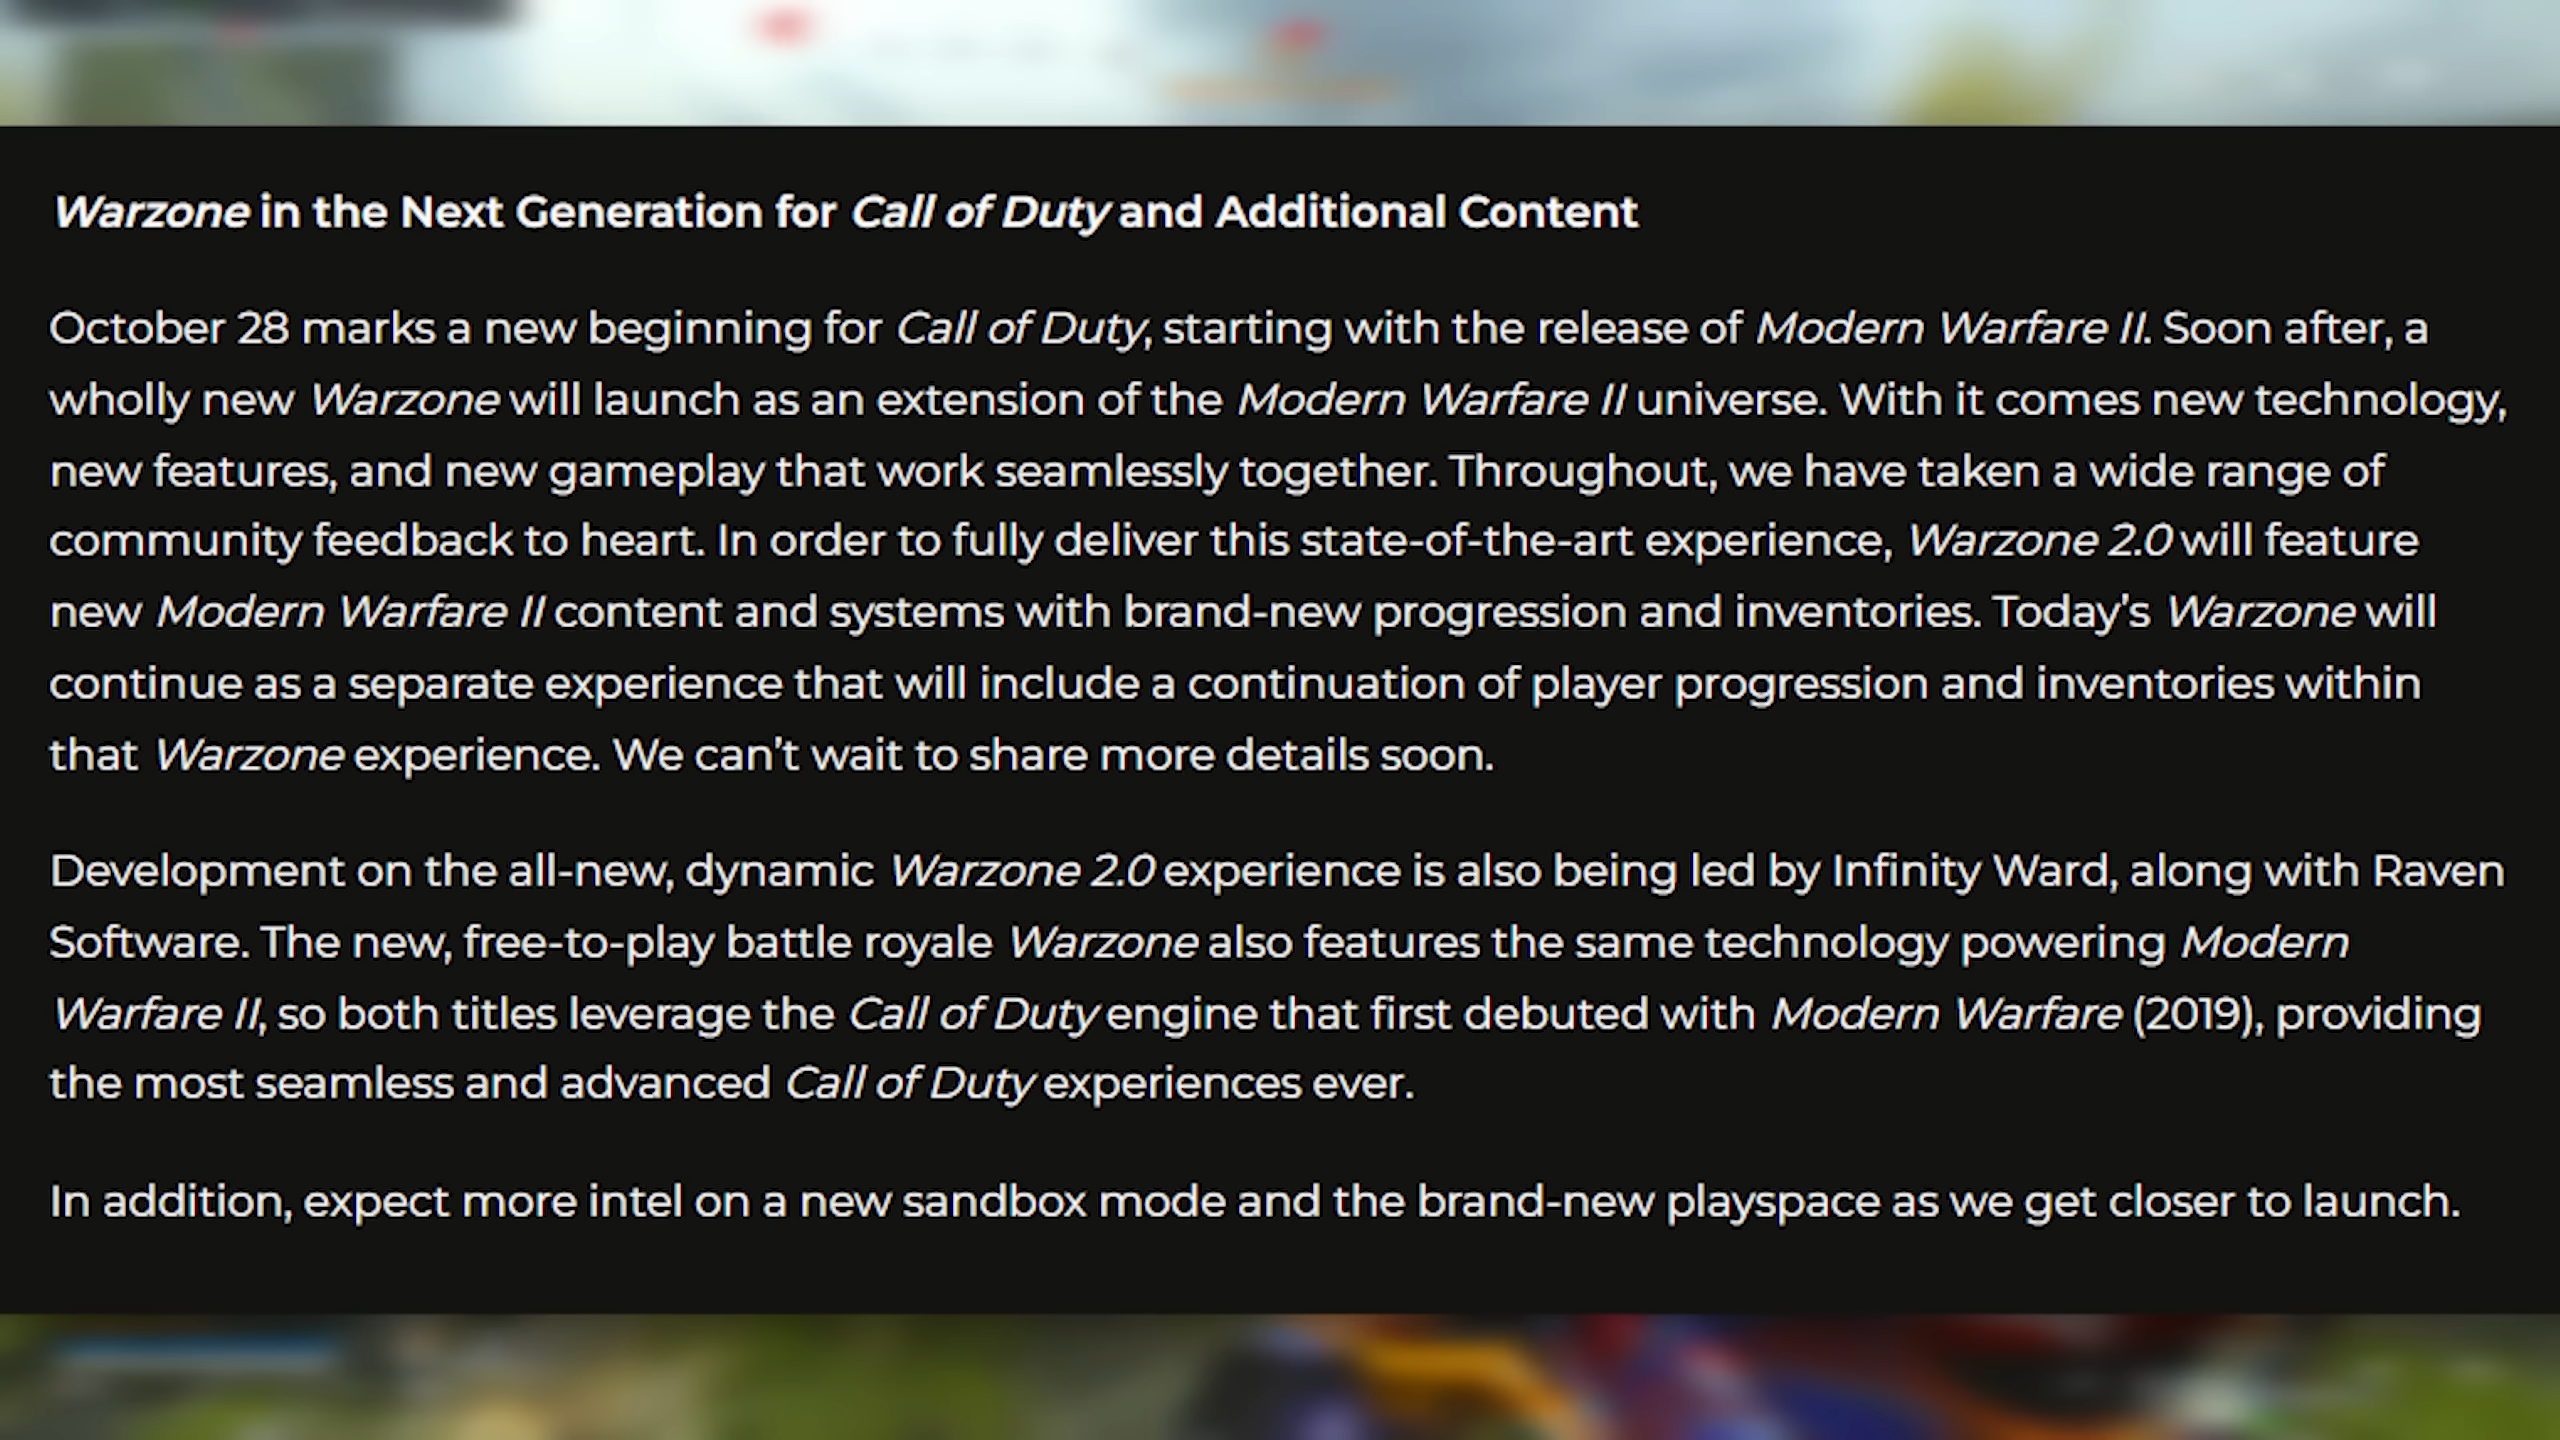 Warzone in the Next Generation for Call of Duty and Additional Content
October 28 marks a new beginning for Call of Duty, starting with the release of Modern Warfare II. Soon after, a
wholly new Warzone will launch as an extension of the Modern Warfare II universe. With it comes new technology,
new features, and new gameplay that work seamlessly together. Throughout, we have taken a wide range of
community feedback to heart. In order to fully deliver this state-of-the-art experience, Warzone 2.0 will feature
new Modern Warfare II content and systems with brand-new progression and inventories. Today’s Warzone will
continue as a separate experience that will include a continuation of player progression and inventories within
that Warzone experience. We can’t wait to share more details soon.
Development on the all-new, dynamic Warzone 2.0 experience is also being led by Infinity Ward, along with Raven
Software. The new, free-to-play battle royale Warzone also features the same technology powering Modern
Warfare II, so both titles leverage the Call of Duty engine that first debuted with Modern Warfare (2019), providing
the most seamless and advanced Call of Duty experiences ever.
In addition, expect more intel on a new sandbox mode and the brand-new playspace as we get closer to launch.